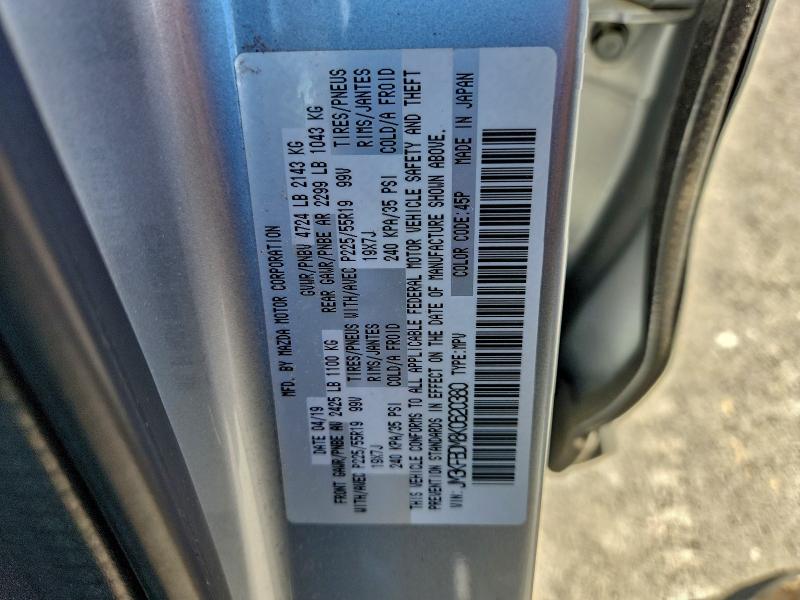 MFD. BY MAZDA MOTOR CORPORATION
DATE 04/19 GVWR/PNBV 4724 LB 2143 KG
FRONT GAWR/PNBE AV 2425 LB 1100 KG REAR GAWR/PNBE AR 2299 LB 1043 KG
TIRES/PNEUS TIRES/PNEUS
WITH/AVEC P225/55R19 99V RIMS/JANTES WITH/AVEC P225/55R19 99V RIMS/JANTES
19X7J COLD/A FROID 19X7J COLD/A FROID
240 KPA/35 PSI 240 KPA/35 PSI
THIS VEHICLE CONFORMS TO ALL APPLICABLE FEDERAL MOTOR VEHICLE SAFETY AND THEFT
PREVENTION STANDARDS IN EFFECT ON THE DATE OF MANUFACTURE SHOWN ABOVE.
VIN: TYPE:MPV COLOR CODE:45P MADE IN JAPAN